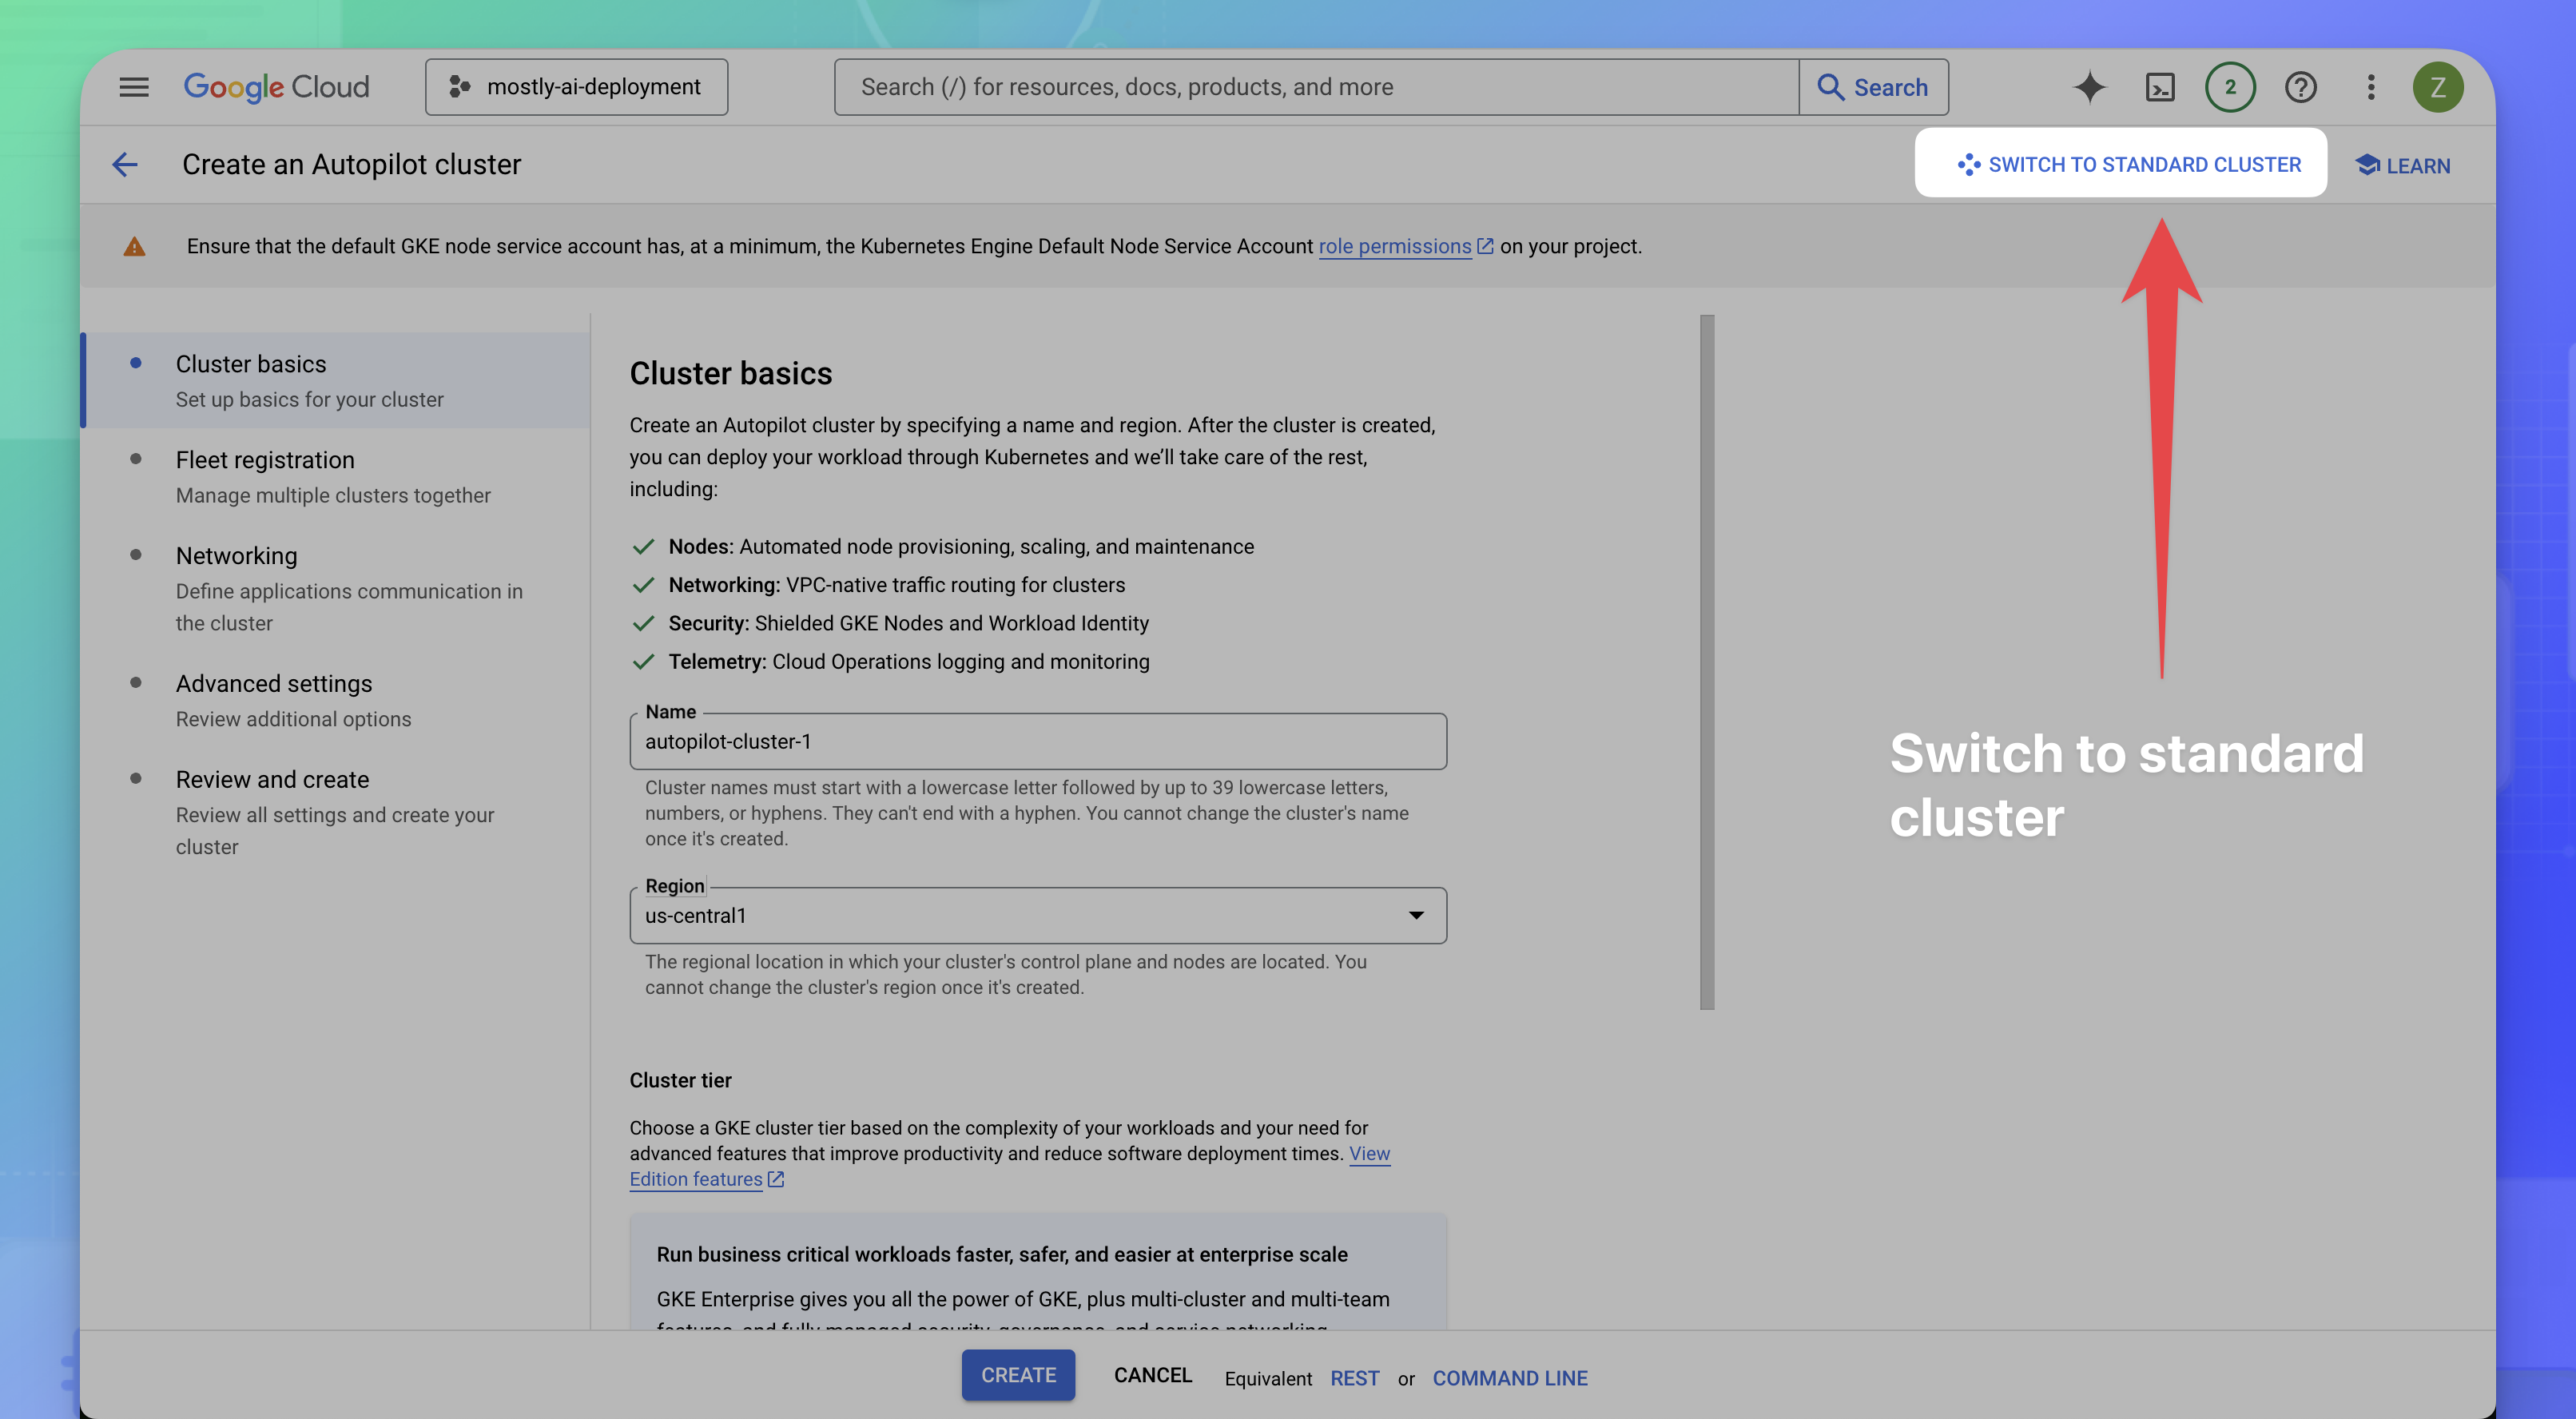 Google Cloud
mostly-ai-deployment
Search (/) for resources, docs, products, and more
Search
2
Z
Create an Autopilot cluster
SWITCH TO STANDARD CLUSTER
LEARN
Ensure that the default GKE node service account has, at a minimum, the Kubernetes Engine Default Node Service Account role permissions on your project.
Cluster basics
Set up basics for your cluster
Fleet registration
Manage multiple clusters together
Networking
Define applications communication in
the cluster
Advanced settings
Review additional options
Review and create
Review all settings and create your
cluster
Cluster basics
Create an Autopilot cluster by specifying a name and region. After the cluster is created,
you can deploy your workload through Kubernetes and we’ll take care of the rest,
including:
Nodes: Automated node provisioning, scaling, and maintenance
Networking: VPC-native traffic routing for clusters
Security: Shielded GKE Nodes and Workload Identity
Telemetry: Cloud Operations logging and monitoring
Name
autopilot-cluster-1
Cluster names must start with a lowercase letter followed by up to 39 lowercase letters,
numbers, or hyphens. They can't end with a hyphen. You cannot change the cluster's name
once it's created.
Region
us-central1
The regional location in which your cluster's control plane and nodes are located. You
cannot change the cluster's region once it's created.
Cluster tier
Choose a GKE cluster tier based on the complexity of your workloads and your need for
advanced features that improve productivity and reduce software deployment times. View
Edition features
Run business critical workloads faster, safer, and easier at enterprise scale
GKE Enterprise gives you all the power of GKE, plus multi-cluster and multi-team
features, and fully managed security, governance, and service networking
Switch to standard
cluster
CREATE
CANCEL
Equivalent REST or COMMAND LINE